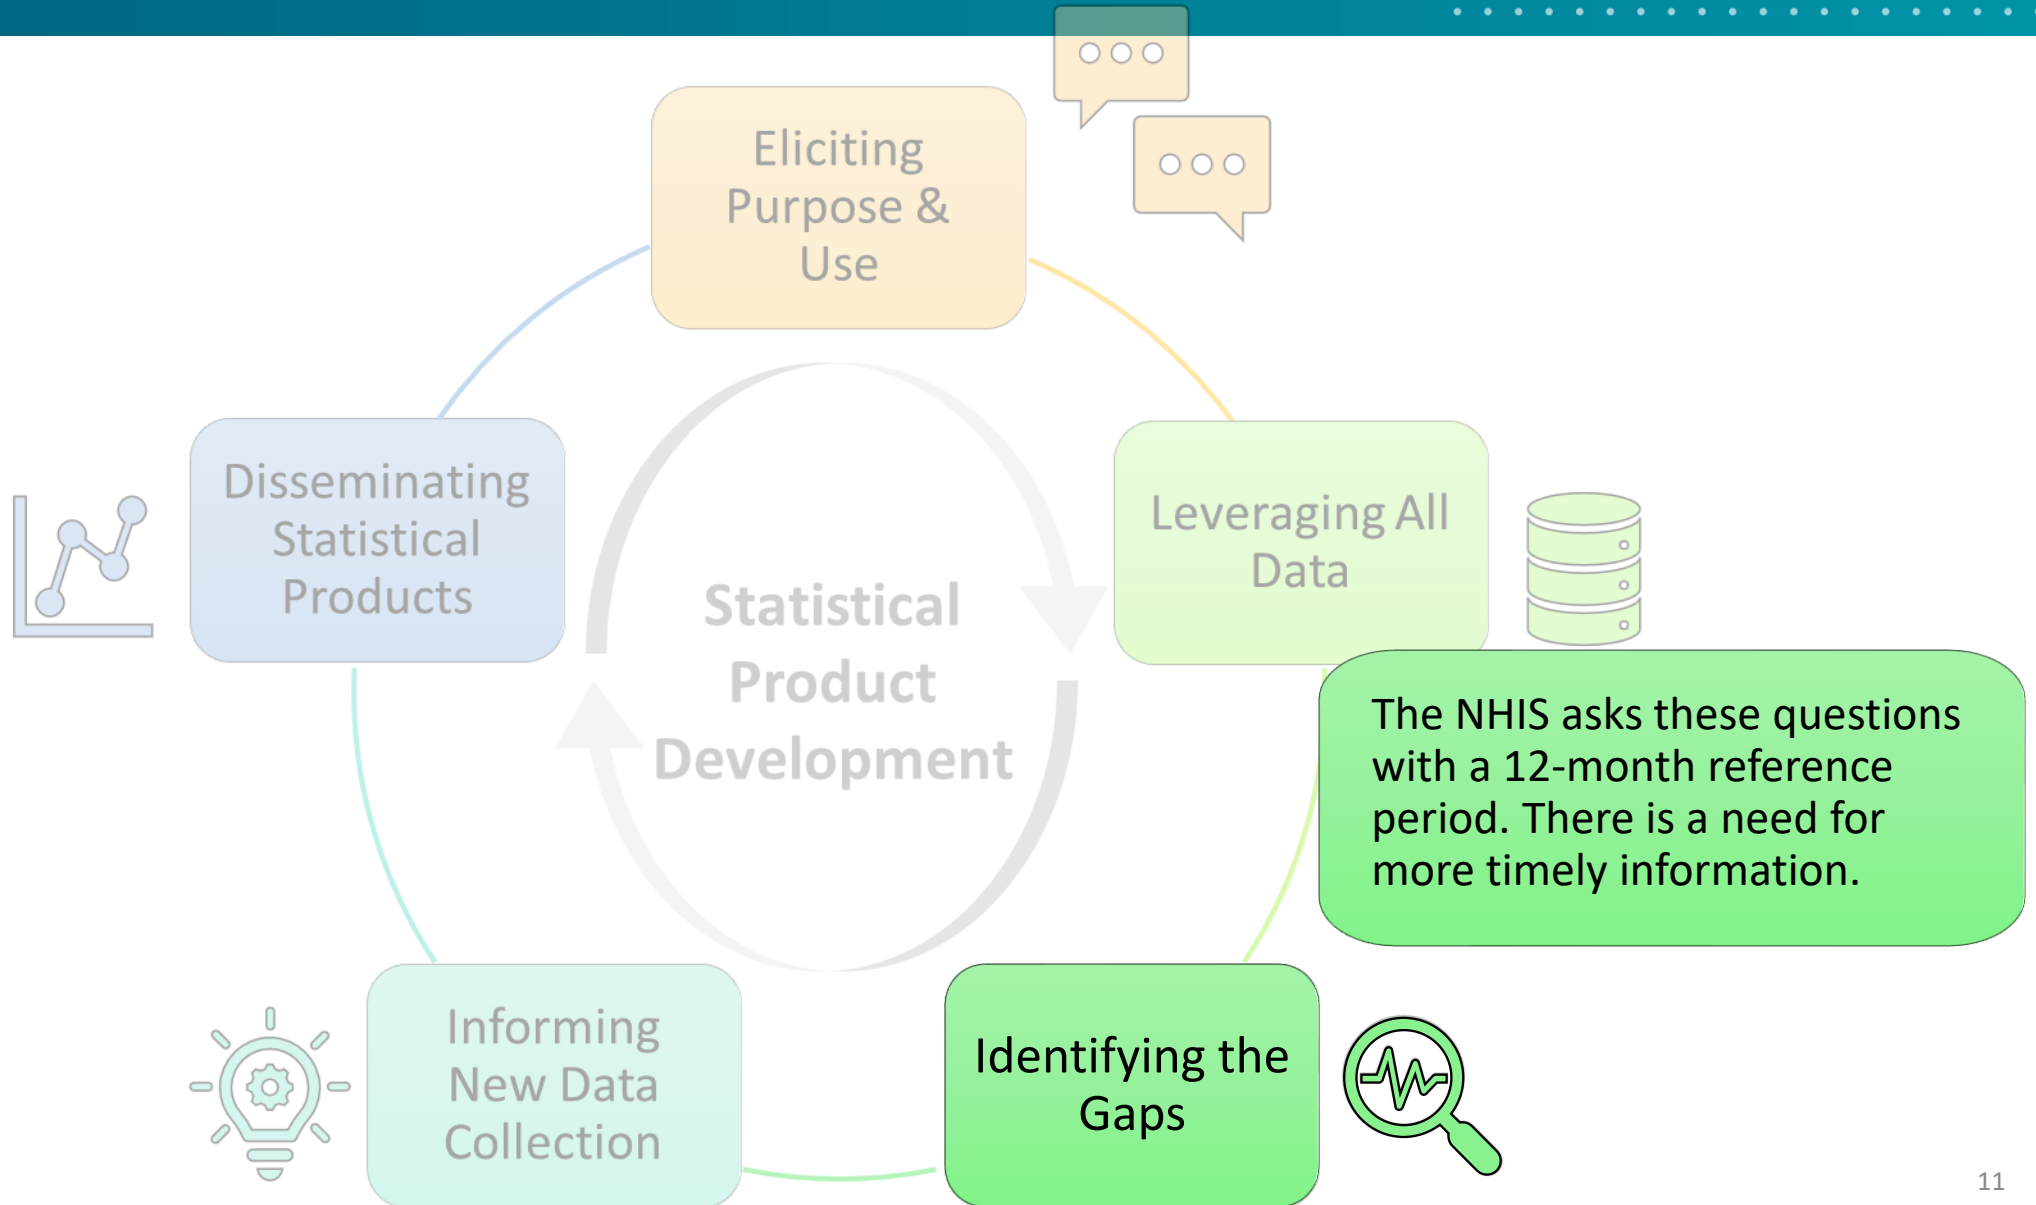 Eliciting
Purpose &
Use
Disseminating
Statistical
Products
Leveraging All
Data
Statistical
Product
Development
The NHIS asks these questions
with a 12-month reference
period. There is a need for
more timely information.
Informing
New Data
Collection
Identifying the
Gaps
11